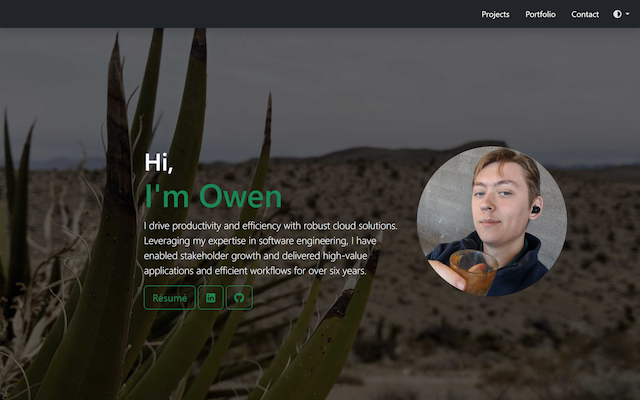 Projects
Portfolio
Contact
Hi,
I'm Owen
I drive productivity and efficiency with robust cloud solutions.
Leveraging my expertise in software engineering, I have
enabled stakeholder growth and delivered high-value
applications and efficient workflows for over six years.
Résumé
in